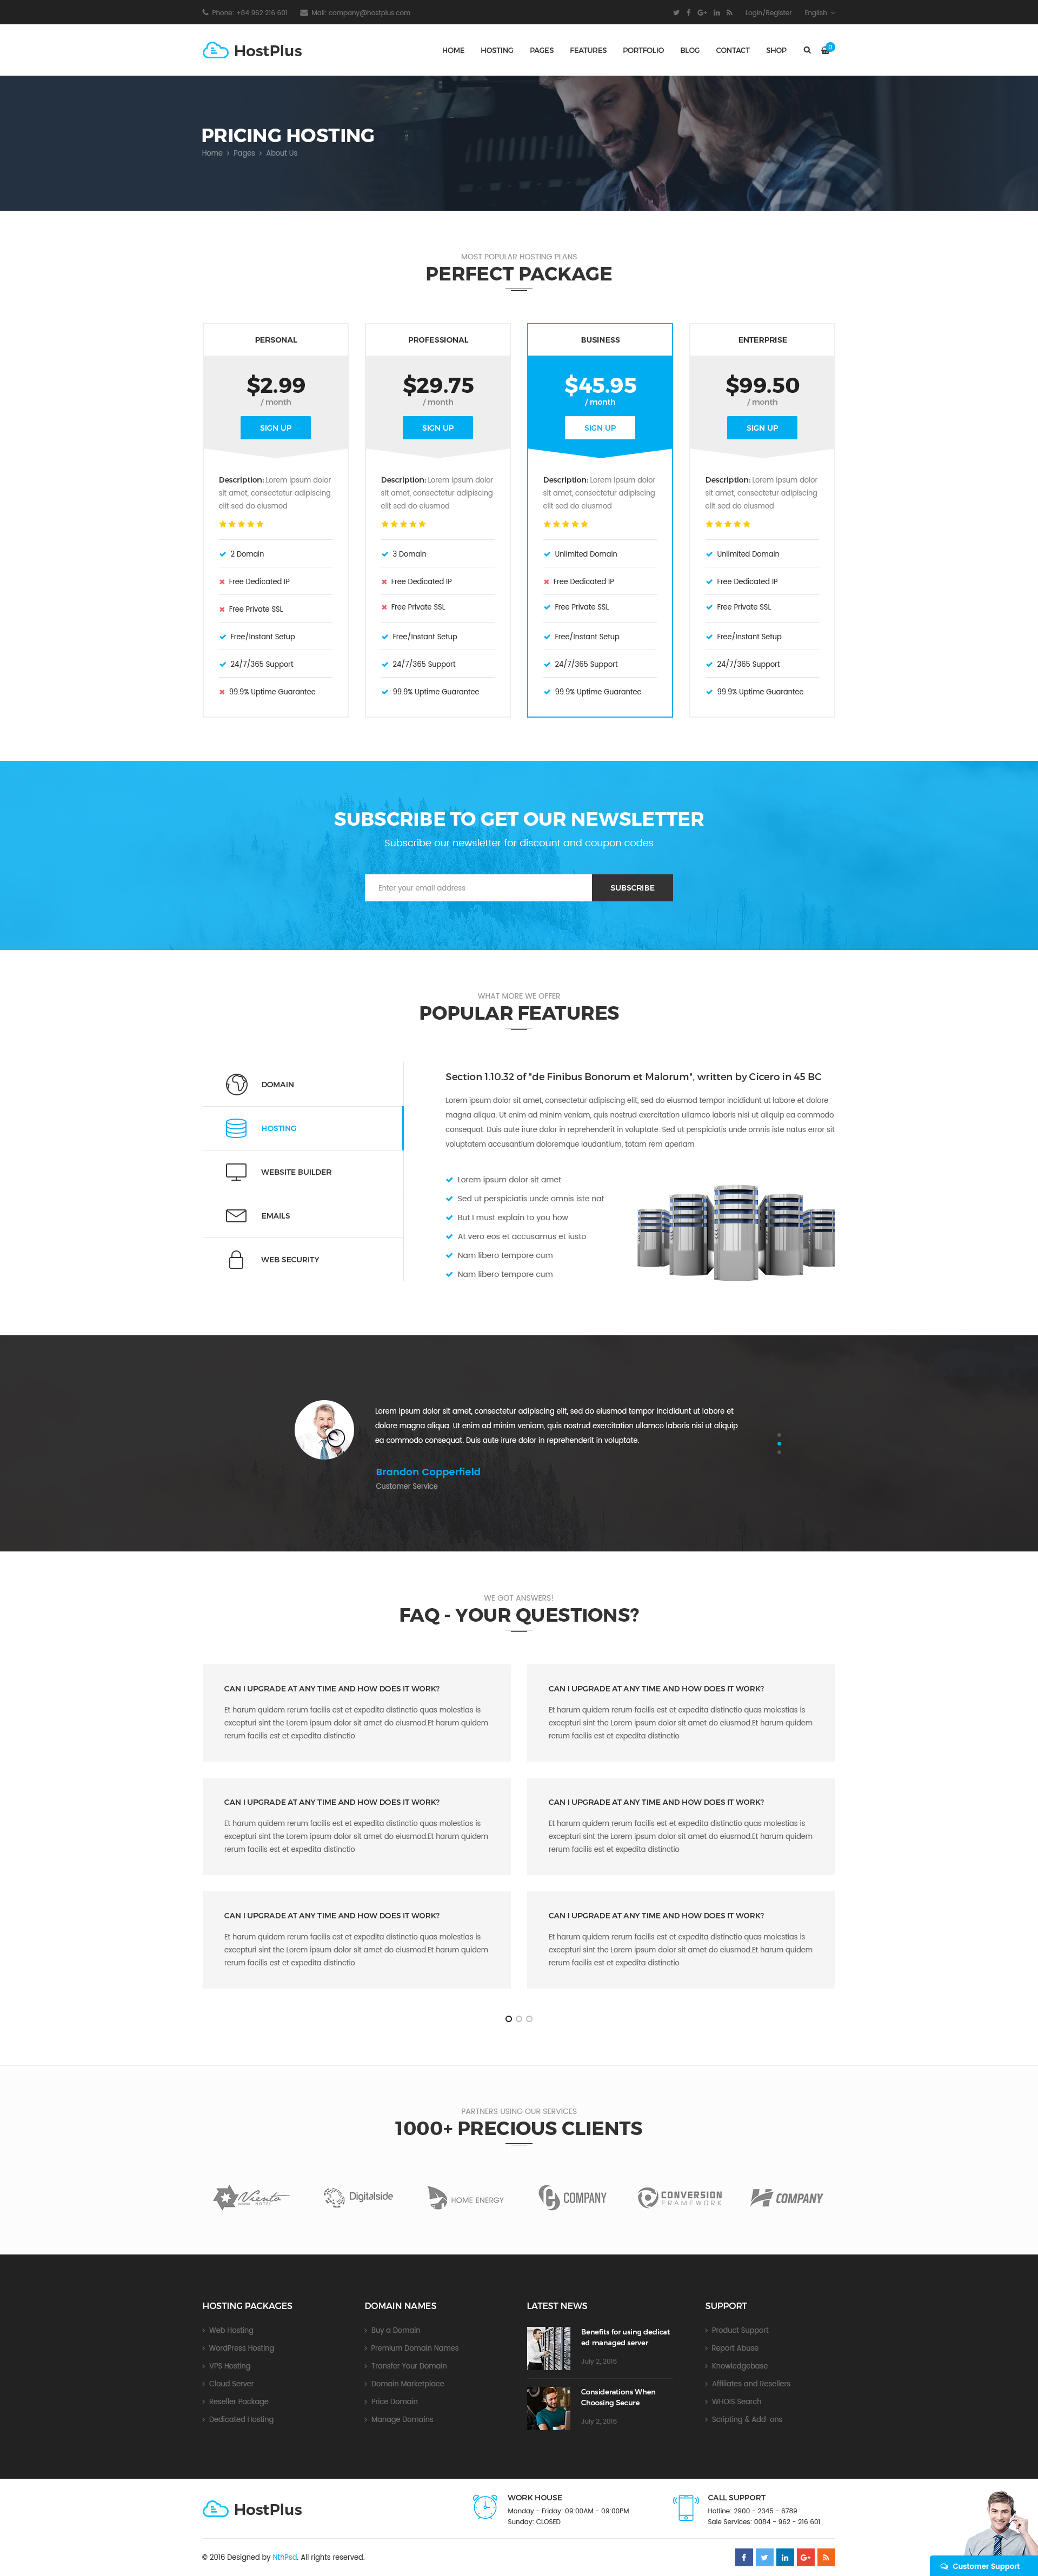 Phone: +84 962 216 601 Mail: company@hostplus.com Login/Register English
HostPlus HOME HOSTING PAGES FEATURES PORTFOLIO BLOG CONTACT SHOP 0
PRICING HOSTING
Home > Pages > About Us
MOST POPULAR HOSTING PLANS
PERFECT PACKAGE
PERSONAL
$2.99
/ month
SIGN UP
Description: Lorem ipsum dolor
sit amet, consectetur adipiscing
elit sed do eiusmod
2 Domain
Free Dedicated IP
Free Private SSL
Free/Instant Setup
24/7/365 Support
99.9% Uptime Guarantee
PROFESSIONAL
$29.75
/ month
SIGN UP
Description: Lorem ipsum dolor
sit amet, consectetur adipiscing
elit sed do eiusmod
3 Domain
Free Dedicated IP
Free Private SSL
Free/Instant Setup
24/7/365 Support
99.9% Uptime Guarantee
BUSINESS
$45.95
/ month
SIGN UP
Description: Lorem ipsum dolor
sit amet, consectetur adipiscing
elit sed do eiusmod
Unlimited Domain
Free Dedicated IP
Free Private SSL
Free/Instant Setup
24/7/365 Support
99.9% Uptime Guarantee
ENTERPRISE
$99.50
/ month
SIGN UP
Description: Lorem ipsum dolor
sit amet, consectetur adipiscing
elit sed do eiusmod
Unlimited Domain
Free Dedicated IP
Free Private SSL
Free/Instant Setup
24/7/365 Support
99.9% Uptime Guarantee
SUBSCRIBE TO GET OUR NEWSLETTER
Subscribe our newsletter for discount and coupon codes
Enter your email address SUBSCRIBE
WHAT MORE WE OFFER
POPULAR FEATURES
DOMAIN
HOSTING
WEBSITE BUILDER
EMAILS
WEB SECURITY
Section 1.10.32 of "de Finibus Bonorum et Malorum", written by Cicero in 45 BC
Lorem ipsum dolor sit amet, consectetur adipiscing elit, sed do eiusmod tempor incididunt ut labore et dolore
magna aliqua. Ut enim ad minim veniam, quis nostrud exercitation ullamco laboris nisi ut aliquip ea commodo
consequat. Duis aute irure dolor in reprehenderit in voluptate. Sed ut perspiciatis unde omnis iste natus error sit
voluptatem accusantium doloremque laudantium, totam rem aperiam
Lorem ipsum dolor sit amet
Sed ut perspiciatis unde omnis iste nat
But I must explain to you how
At vero eos et accusamus et iusto
Nam libero tempore cum
Nam libero tempore cum
Lorem ipsum dolor sit amet, consectetur adipiscing elit, sed do eiusmod tempor incididunt ut labore et
dolore magna aliqua. Ut enim ad minim veniam, quis nostrud exercitation ullamco laboris nisi ut aliquip
ea commodo consequat. Duis aute irure dolor in reprehenderit in voluptate.
Brandon Copperfield
Customer Service
WE GOT ANSWERS!
FAQ - YOUR QUESTIONS?
CAN I UPGRADE AT ANY TIME AND HOW DOES IT WORK?
Et harum quidem rerum facilis est et expedita distinctio quas molestias is
excepturi sint the Lorem ipsum dolor sit amet do eiusmod.Et harum quidem
rerum facilis est et expedita distinctio
CAN I UPGRADE AT ANY TIME AND HOW DOES IT WORK?
Et harum quidem rerum facilis est et expedita distinctio quas molestias is
excepturi sint the Lorem ipsum dolor sit amet do eiusmod.Et harum quidem
rerum facilis est et expedita distinctio
CAN I UPGRADE AT ANY TIME AND HOW DOES IT WORK?
Et harum quidem rerum facilis est et expedita distinctio quas molestias is
excepturi sint the Lorem ipsum dolor sit amet do eiusmod.Et harum quidem
rerum facilis est et expedita distinctio
CAN I UPGRADE AT ANY TIME AND HOW DOES IT WORK?
Et harum quidem rerum facilis est et expedita distinctio quas molestias is
excepturi sint the Lorem ipsum dolor sit amet do eiusmod.Et harum quidem
rerum facilis est et expedita distinctio
CAN I UPGRADE AT ANY TIME AND HOW DOES IT WORK?
Et harum quidem rerum facilis est et expedita distinctio quas molestias is
excepturi sint the Lorem ipsum dolor sit amet do eiusmod.Et harum quidem
rerum facilis est et expedita distinctio
CAN I UPGRADE AT ANY TIME AND HOW DOES IT WORK?
Et harum quidem rerum facilis est et expedita distinctio quas molestias is
excepturi sint the Lorem ipsum dolor sit amet do eiusmod.Et harum quidem
rerum facilis est et expedita distinctio
PARTNERS USING OUR SERVICES
1000+ PRECIOUS CLIENTS
Viento
HOTEL
Digitalside
HOME ENERGY
COMPANY
CONVERSION
FRAMEWORK
COMPANY
HOSTING PACKAGES
Web Hosting
WordPress Hosting
VPS Hosting
Cloud Server
Reseller Package
Dedicated Hosting
DOMAIN NAMES
Buy a Domain
Premium Domain Names
Transfer Your Domain
Domain Marketplace
Price Domain
Manage Domains
LATEST NEWS
Benefits for using dedicat
ed managed server
July 2, 2016
Considerations When
Choosing Secure
July 2, 2016
SUPPORT
Product Support
Report Abuse
Knowledgebase
Affiliates and Resellers
WHOIS Search
Scripting & Add-ons
HostPlus
WORK HOUSE
Monday - Friday: 09:00AM - 09:00PM
Sunday: CLOSED
CALL SUPPORT
Hotline: 2900 - 2345 - 6789
Sale Services: 0084 - 962 - 216 601
© 2016 Designed by NthPsd. All rights reserved.
Customer Support